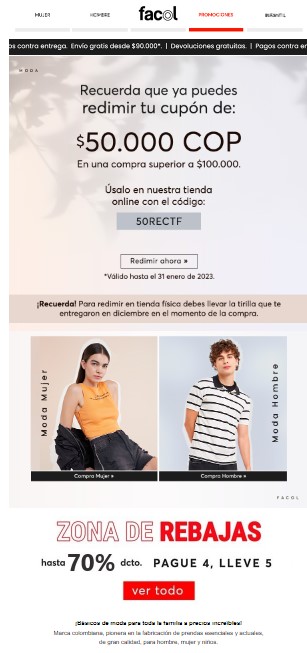 MUJER
HOMBRE
facol
PROMOCIONES
INFANTIL
os contra entrega. Envío gratis desde $90.000*. | Devoluciones gratuitas. | Pagos contra en
MODA
Recuerda que ya puedes
redimir tu cupón de:
$50.000 COP
En una compra superior a $100.000.
Úsalo en nuestra tienda
online con el código:
50RECTF
Redimir ahora »
*Válido hasta el 31 enero de 2023.
¡Recuerda! Para redimir en tienda física debes llevar la tirilla que te
entregaron en diciembre en el momento de la compra.
Moda Mujer
Moda Hombre
Compra Mujer »
Compra Hombre »
FACOL
ZONA DE REBAJAS
hasta 70% dcto. PAGUE 4, LLEVE 5
ver todo
¡Básicos de moda para toda la familia a precios increíbles!
Marca colombiana, pionera en la fabricación de prendas esenciales y actuales,
de gran calidad, para hombre, mujer y niños.